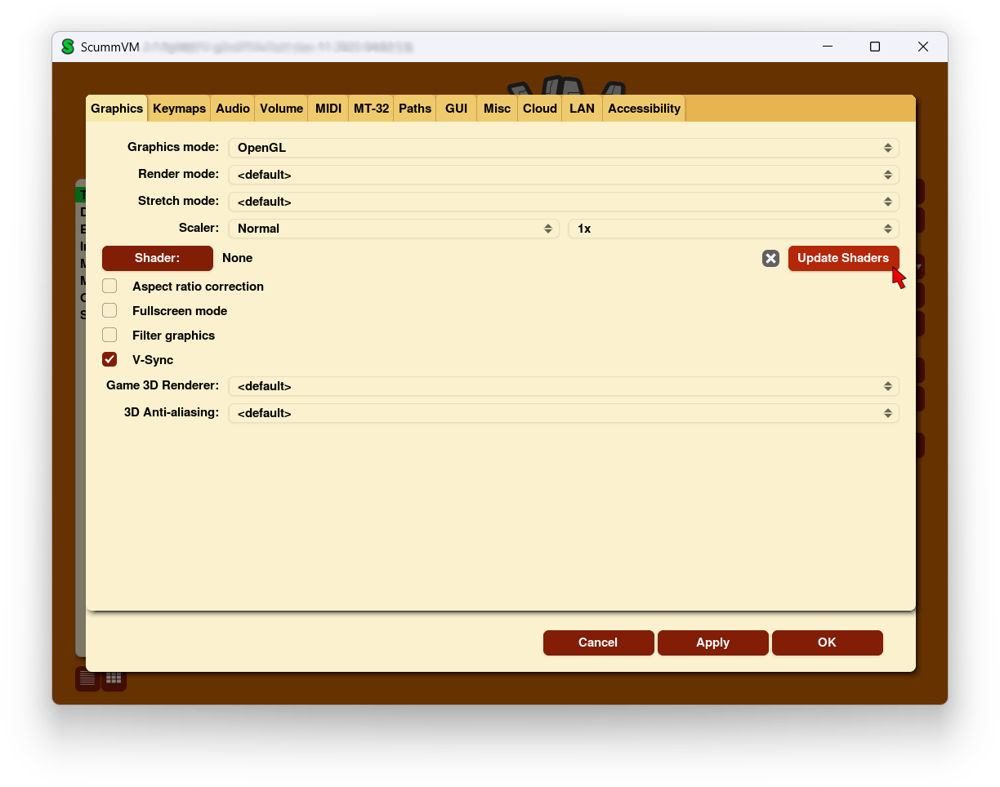 ScummVM
Graphics Keymaps Audio Volume MIDI MT-32 Paths GUI Misc Cloud LAN Accessibility
Graphics mode: OpenGL
Render mode: <default>
Stretch mode: <default>
Scaler: Normal 1x
Shader: None Update Shaders
Aspect ratio correction
Fullscreen mode
Filter graphics
V-Sync
Game 3D Renderer: <default>
3D Anti-aliasing: <default>
Cancel Apply OK